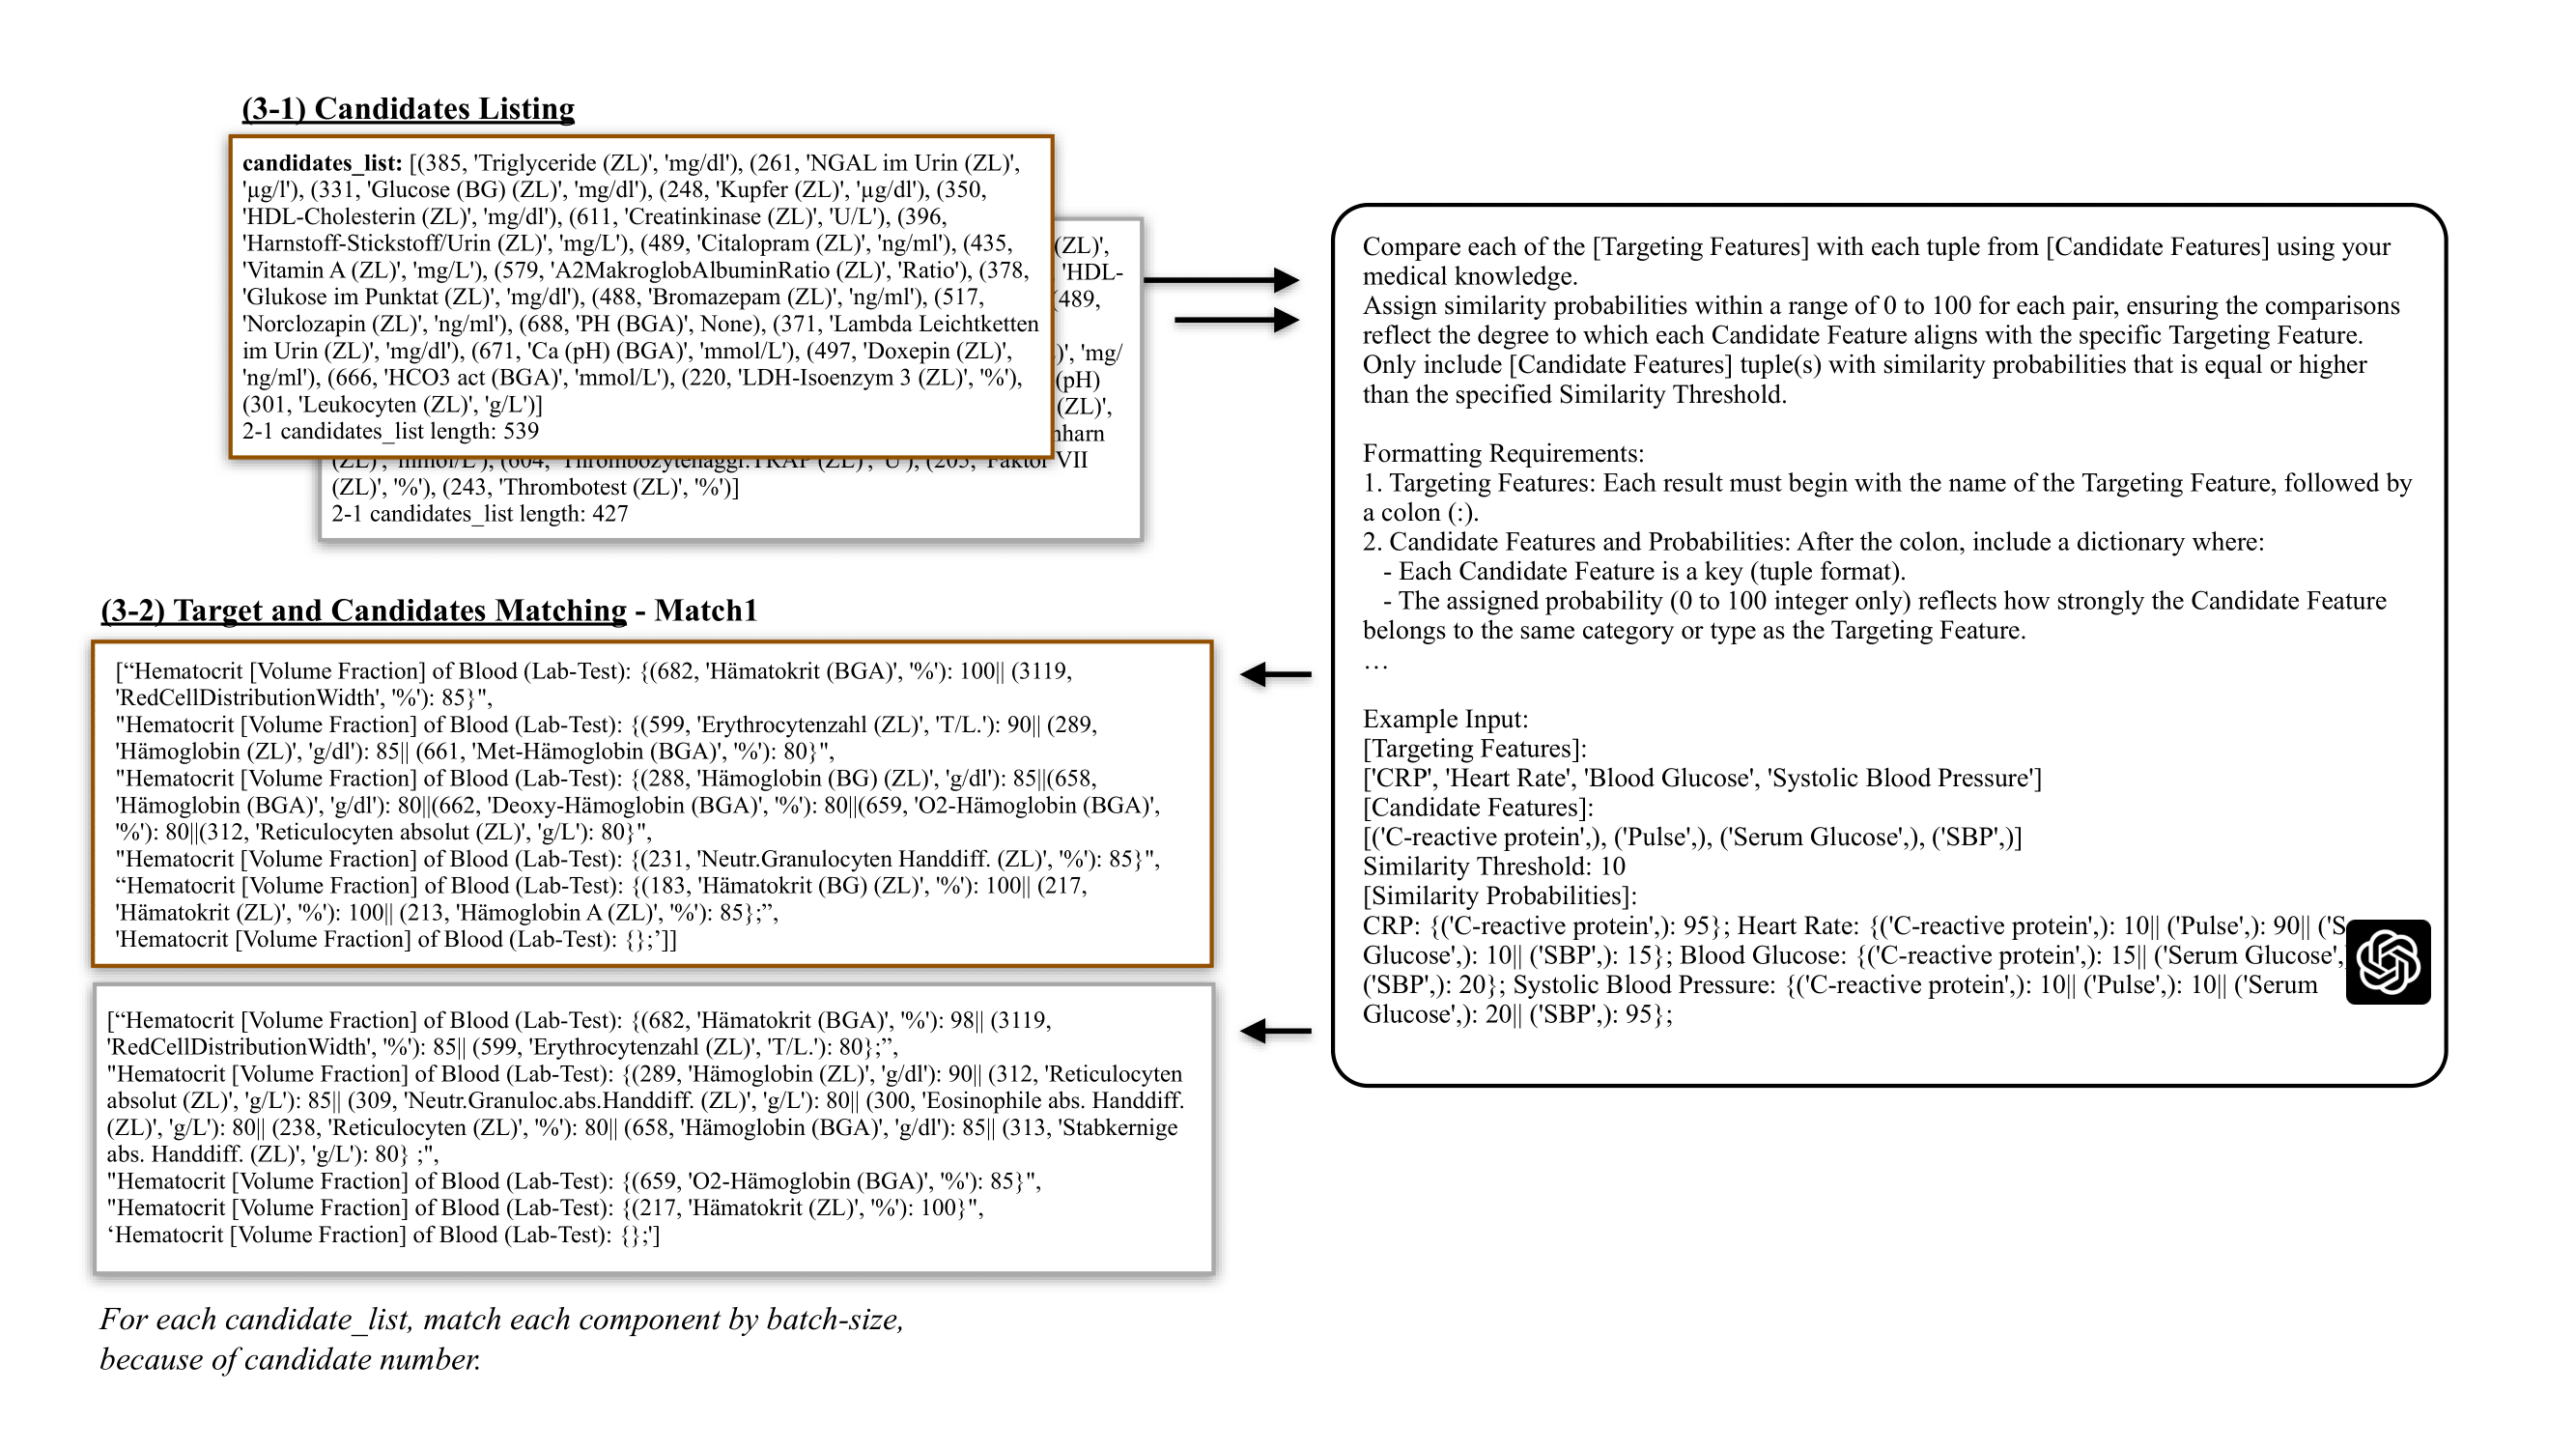 (3-1) Candidates Listing
candidates_list: [(385, 'Triglyceride (ZL)', 'mg/dl'), (261, 'NGAL im Urin (ZL)',
'µg/l'), (331, 'Glucose (BG) (ZL)', 'mg/dl'), (248, 'Kupfer (ZL)', 'µg/dl'), (350,
'HDL-Cholesterin (ZL)', 'mg/dl'), (611, 'Creatinkinase (ZL)', 'U/L'), (396,
'Harnstoff-Stickstoff/Urin (ZL)', 'mg/L'), (489, 'Citalopram (ZL)', 'ng/ml'), (435,
'Vitamin A (ZL)', 'mg/L'), (579, 'A2MakroglobAlbuminRatio (ZL)', 'Ratio'), (378,
'Glukose im Punktat (ZL)', 'mg/dl'), (488, 'Bromazepam (ZL)', 'ng/ml'), (517,
'Norclozapin (ZL)', 'ng/ml'), (688, 'PH (BGA)', None), (371, 'Lambda Leichtketten
im Urin (ZL)', 'mg/dl'), (671, 'Ca (pH) (BGA)', 'mmol/L'), (497, 'Doxepin (ZL)',
'ng/ml'), (666, 'HCO3 act (BGA)', 'mmol/L'), (220, 'LDH-Isoenzym 3 (ZL)', '%'),
(301, 'Leukocyten (ZL)', 'g/L')]
2-1 candidates_list length: 539
(ZL)',
'HDL-
(489,
)', 'mg/
(pH)
(ZL)',
nharn
(ZL)', 'mmol/L'), (604, 'Thrombozytenaggr.TRAP (ZL)', 'U'), (205, 'Faktor VII
(ZL)', '%'), (243, 'Thrombotest (ZL)', '%')]
2-1 candidates_list length: 427
(3-2) Target and Candidates Matching - Match1
[“Hematocrit [Volume Fraction] of Blood (Lab-Test): {(682, 'Hämatokrit (BGA)', '%'): 100|| (3119,
'RedCellDistributionWidth', '%'): 85}",
"Hematocrit [Volume Fraction] of Blood (Lab-Test): {(599, 'Erythrocytenzahl (ZL)', 'T/L.'): 90|| (289,
'Hämoglobin (ZL)', 'g/dl'): 85|| (661, 'Met-Hämoglobin (BGA)', '%'): 80}",
"Hematocrit [Volume Fraction] of Blood (Lab-Test): {(288, 'Hämoglobin (BG) (ZL)', 'g/dl'): 85||(658,
'Hämoglobin (BGA)', 'g/dl'): 80||(662, 'Deoxy-Hämoglobin (BGA)', '%'): 80||(659, 'O2-Hämoglobin (BGA)',
'%'): 80||(312, 'Reticulocyten absolut (ZL)', 'g/L'): 80}",
"Hematocrit [Volume Fraction] of Blood (Lab-Test): {(231, 'Neutr.Granulocyten Handdiff. (ZL)', '%'): 85}",
“Hematocrit [Volume Fraction] of Blood (Lab-Test): {(183, 'Hämatokrit (BG) (ZL)', '%'): 100|| (217,
'Hämatokrit (ZL)', '%'): 100|| (213, 'Hämoglobin A (ZL)', '%'): 85};”,
'Hematocrit [Volume Fraction] of Blood (Lab-Test): {};’]]
[“Hematocrit [Volume Fraction] of Blood (Lab-Test): {(682, 'Hämatokrit (BGA)', '%'): 98|| (3119,
'RedCellDistributionWidth', '%'): 85|| (599, 'Erythrocytenzahl (ZL)', 'T/L.'): 80};”,
"Hematocrit [Volume Fraction] of Blood (Lab-Test): {(289, 'Hämoglobin (ZL)', 'g/dl'): 90|| (312, 'Reticulocyten
absolut (ZL)', 'g/L'): 85|| (309, 'Neutr.Granuloc.abs.Handdiff. (ZL)', 'g/L'): 80|| (300, 'Eosinophile abs. Handdiff.
(ZL)', 'g/L'): 80|| (238, 'Reticulocyten (ZL)', '%'): 80|| (658, 'Hämoglobin (BGA)', 'g/dl'): 85|| (313, 'Stabkernige
abs. Handdiff. (ZL)', 'g/L'): 80} ;",
"Hematocrit [Volume Fraction] of Blood (Lab-Test): {(659, 'O2-Hämoglobin (BGA)', '%'): 85}",
"Hematocrit [Volume Fraction] of Blood (Lab-Test): {(217, 'Hämatokrit (ZL)', '%'): 100}",
‘Hematocrit [Volume Fraction] of Blood (Lab-Test): {};']
For each candidate_list, match each component by batch-size,
because of candidate number.
Compare each of the [Targeting Features] with each tuple from [Candidate Features] using your
medical knowledge.
Assign similarity probabilities within a range of 0 to 100 for each pair, ensuring the comparisons
reflect the degree to which each Candidate Feature aligns with the specific Targeting Feature.
Only include [Candidate Features] tuple(s) with similarity probabilities that is equal or higher
than the specified Similarity Threshold.
Formatting Requirements:
1. Targeting Features: Each result must begin with the name of the Targeting Feature, followed by
a colon (:).
2. Candidate Features and Probabilities: After the colon, include a dictionary where:
- Each Candidate Feature is a key (tuple format).
- The assigned probability (0 to 100 integer only) reflects how strongly the Candidate Feature
belongs to the same category or type as the Targeting Feature.
…
Example Input:
[Targeting Features]:
['CRP', 'Heart Rate', 'Blood Glucose', 'Systolic Blood Pressure']
[Candidate Features]:
[('C-reactive protein',), ('Pulse',), ('Serum Glucose',), ('SBP',)]
Similarity Threshold: 10
[Similarity Probabilities]:
CRP: {('C-reactive protein',): 95}; Heart Rate: {('C-reactive protein',): 10|| ('Pulse',): 90|| ('S
Glucose',): 10|| ('SBP',): 15}; Blood Glucose: {('C-reactive protein',): 15|| ('Serum Glucose',
('SBP',): 20}; Systolic Blood Pressure: {('C-reactive protein',): 10|| ('Pulse',): 10|| ('Serum
Glucose',): 20|| ('SBP',): 95};